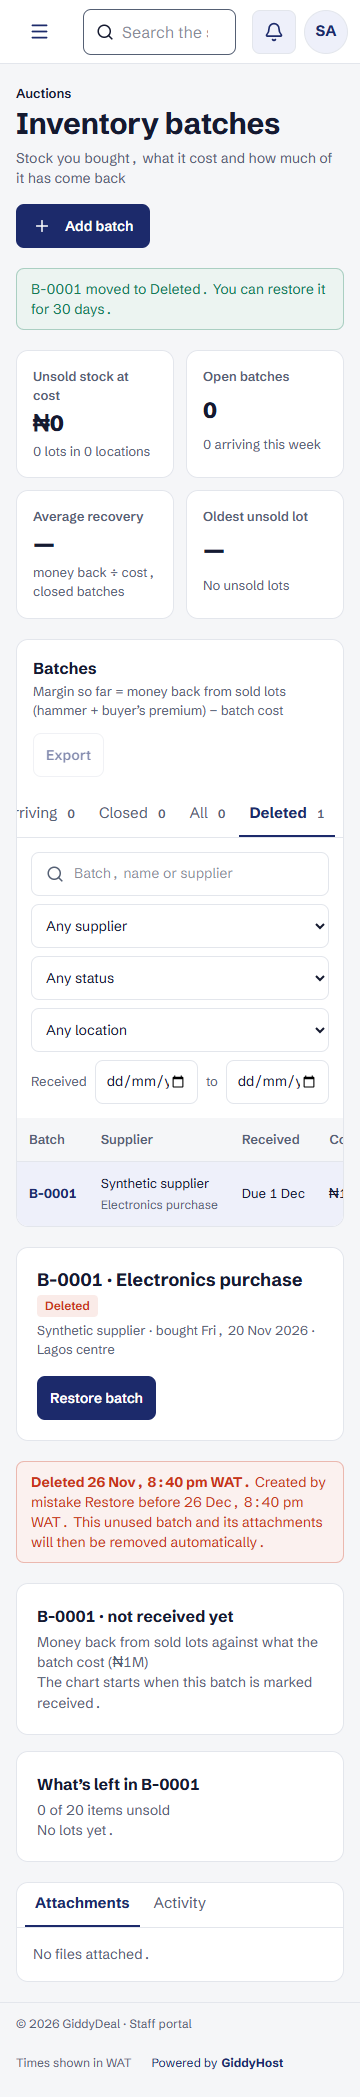 Search the s
SA
Auctions
Inventory batches
Stock you bought, what it cost and how much of
it has come back
+ Add batch
B-0001 moved to Deleted. You can restore it
for 30 days.
Unsold stock at
cost
₦0
0 lots in 0 locations
Open batches
0
0 arriving this week
Average recovery
—
money back ÷ cost,
closed batches
Oldest unsold lot
—
No unsold lots
Batches
Margin so far = money back from sold lots
(hammer + buyer's premium) − batch cost
Export
rriving 0 Closed 0 All 0 Deleted 1
Batch, name or supplier
Any supplier
Any status
Any location
Received dd/mm/y to dd/mm/y
Batch Supplier Received Co
B-0001 Synthetic supplier Due 1 Dec ₦1
Electronics purchase
B-0001 · Electronics purchase
Deleted
Synthetic supplier · bought Fri, 20 Nov 2026 ·
Lagos centre
Restore batch
Deleted 26 Nov, 8:40 pm WAT. Created by
mistake Restore before 26 Dec, 8:40 pm
WAT. This unused batch and its attachments
will then be removed automatically.
B-0001 · not received yet
Money back from sold lots against what the
batch cost (₦1M)
The chart starts when this batch is marked
received.
What's left in B-0001
0 of 20 items unsold
No lots yet.
Attachments Activity
No files attached.
© 2026 GiddyDeal · Staff portal
Times shown in WAT Powered by GiddyHost